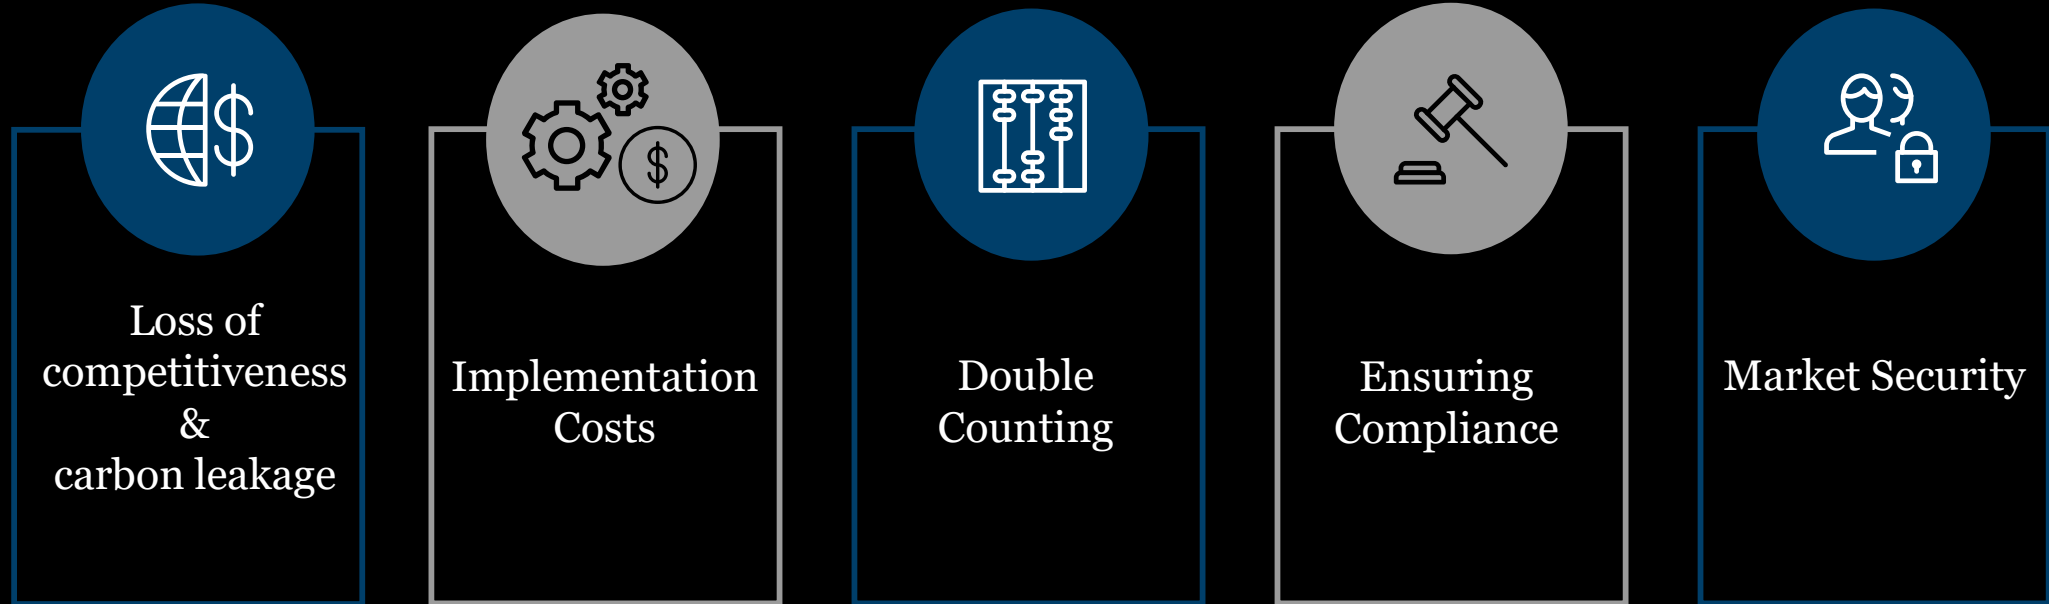 Loss of
competitiveness
&
carbon leakage
Implementation
Costs
Double
Counting
Ensuring
Compliance
Market Security